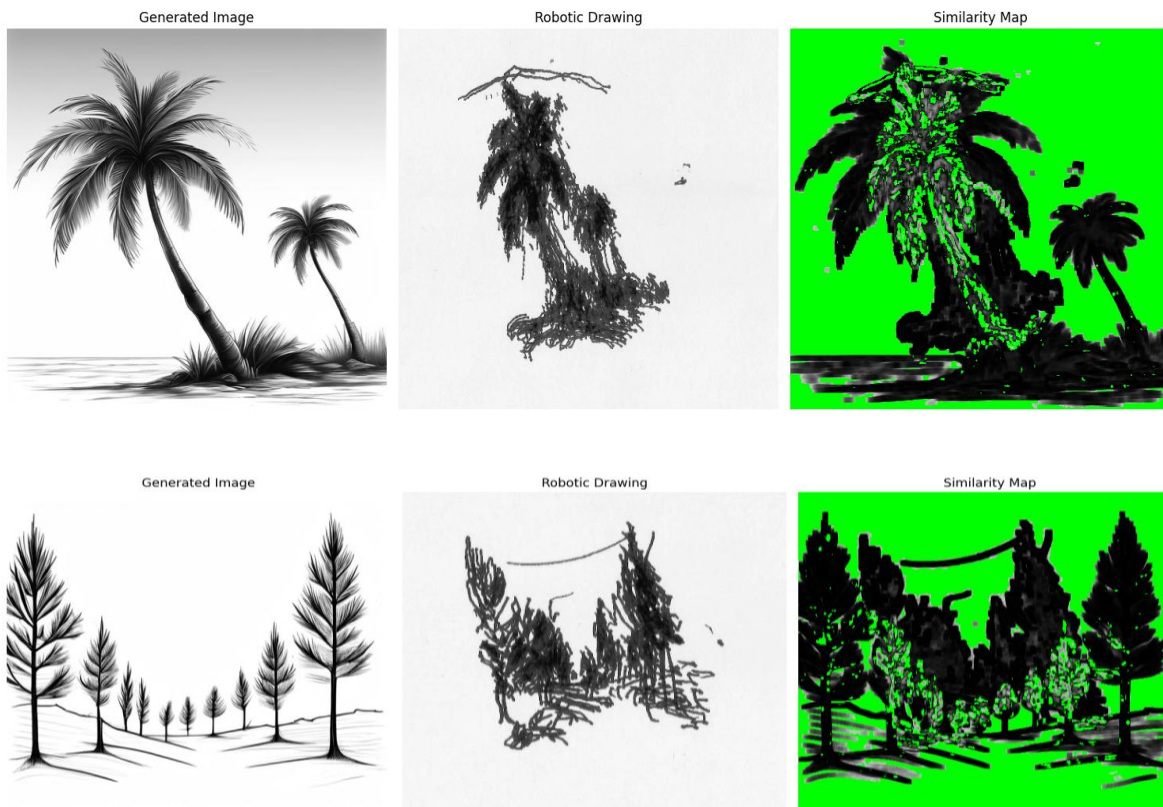 Generated Image
Robotic Drawing
Similarity Map
Generated Image
Robotic Drawing
Similarity Map